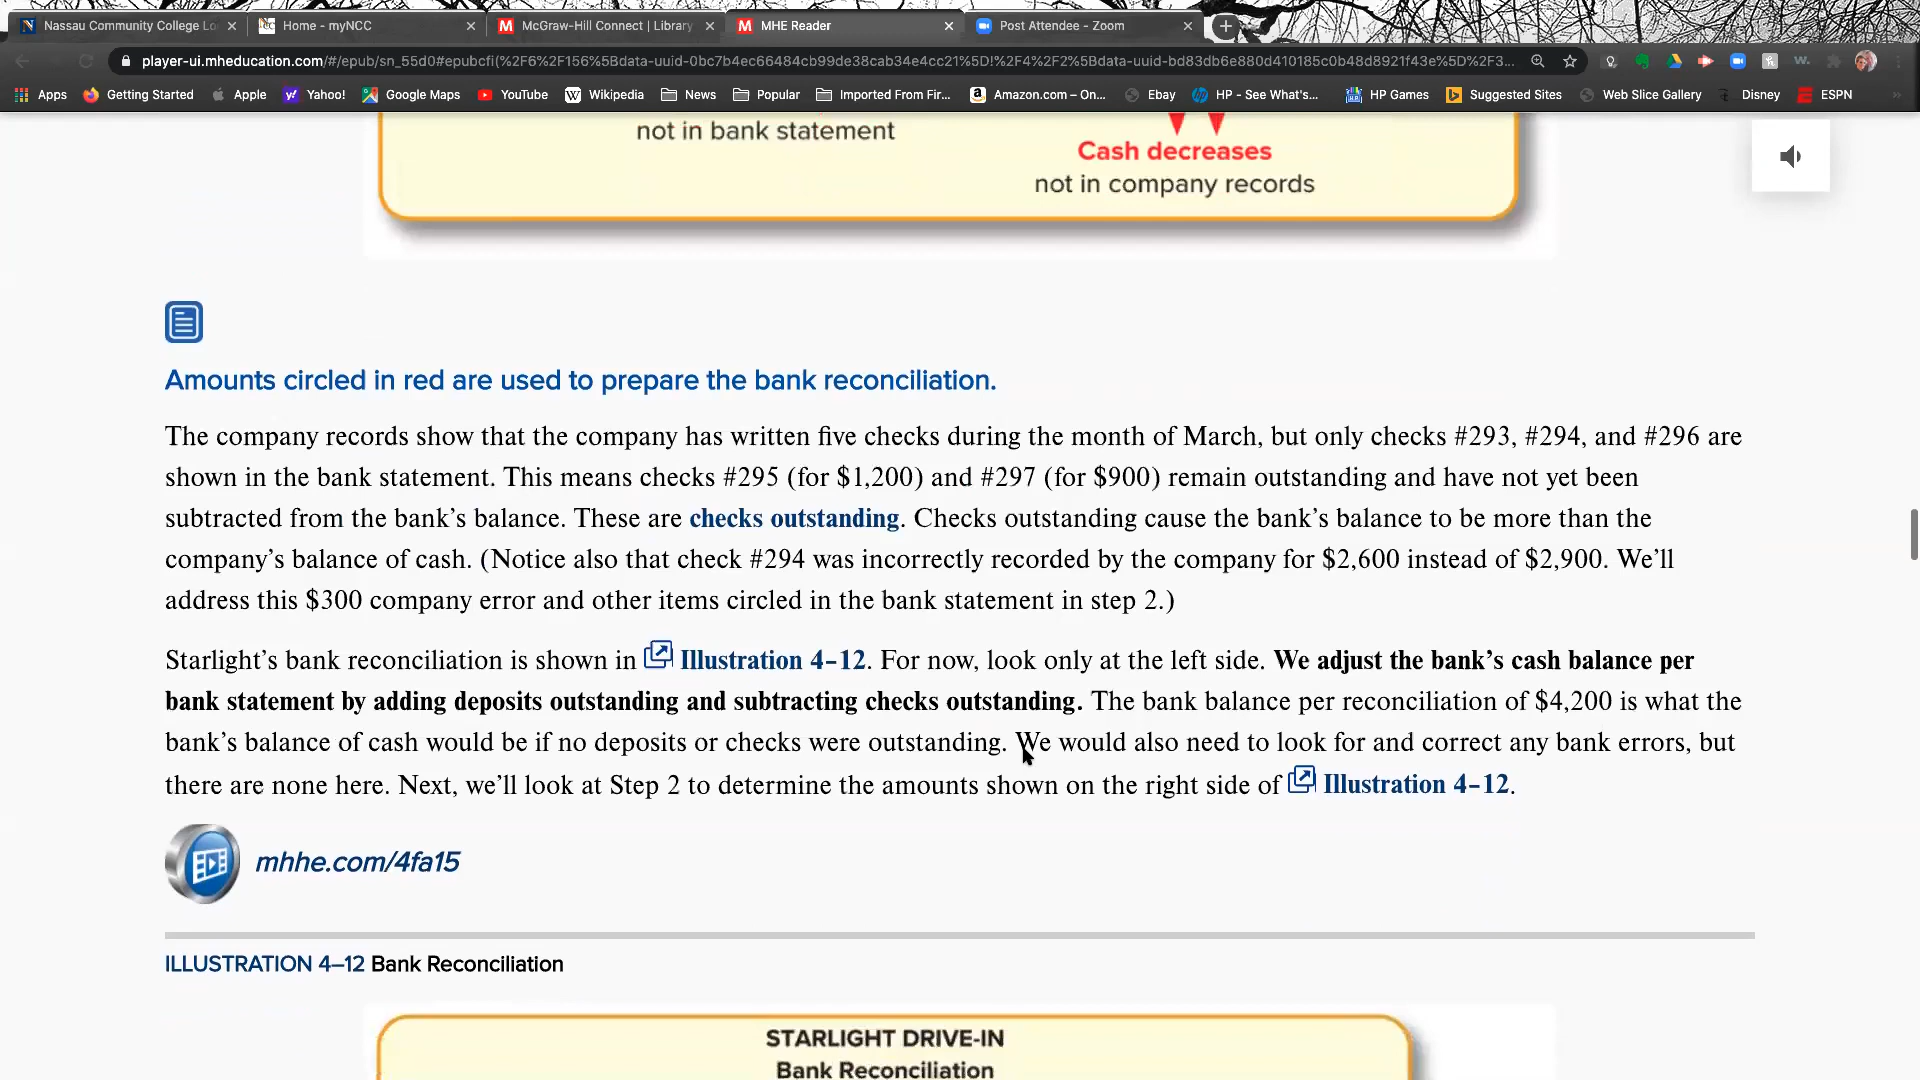 Nassau Community College Lo
Home - myNCC
McGraw-Hill Connect | Library
MHE Reader
Post Attendee - Zoom
player-ui.mheducation.com/#/epub/sn_55d0#epubcfi(%2F6%2F156%5Bdata-uuid-0bc7b4ec66484cb99de38cab34e4cc21%5D!%2F4%2F2%5Bdata-uuid-bd83db6e880d410185c0b48d8921f43e%5D%2F3...
Apps Getting Started Apple Yahoo! Google Maps YouTube Wikipedia News Popular Imported From Fir... Amazon.com – On... Ebay HP - See What's... HP Games Suggested Sites Web Slice Gallery Disney ESPN »
not in bank statement
Cash decreases
not in company records
Amounts circled in red are used to prepare the bank reconciliation.
The company records show that the company has written five checks during the month of March, but only checks #293, #294, and #296 are
shown in the bank statement. This means checks #295 (for $1,200) and #297 (for $900) remain outstanding and have not yet been
subtracted from the bank's balance. These are checks outstanding. Checks outstanding cause the bank's balance to be more than the
company's balance of cash. (Notice also that check #294 was incorrectly recorded by the company for $2,600 instead of $2,900. We'll
address this $300 company error and other items circled in the bank statement in step 2.)
Starlight's bank reconciliation is shown in Illustration 4–12. For now, look only at the left side. We adjust the bank's cash balance per
bank statement by adding deposits outstanding and subtracting checks outstanding. The bank balance per reconciliation of $4,200 is what the
bank's balance of cash would be if no deposits or checks were outstanding. We would also need to look for and correct any bank errors, but
there are none here. Next, we'll look at Step 2 to determine the amounts shown on the right side of Illustration 4–12.
mhhe.com/4fa15
ILLUSTRATION 4–12 Bank Reconciliation
STARLIGHT DRIVE-IN
Bank Reconciliation